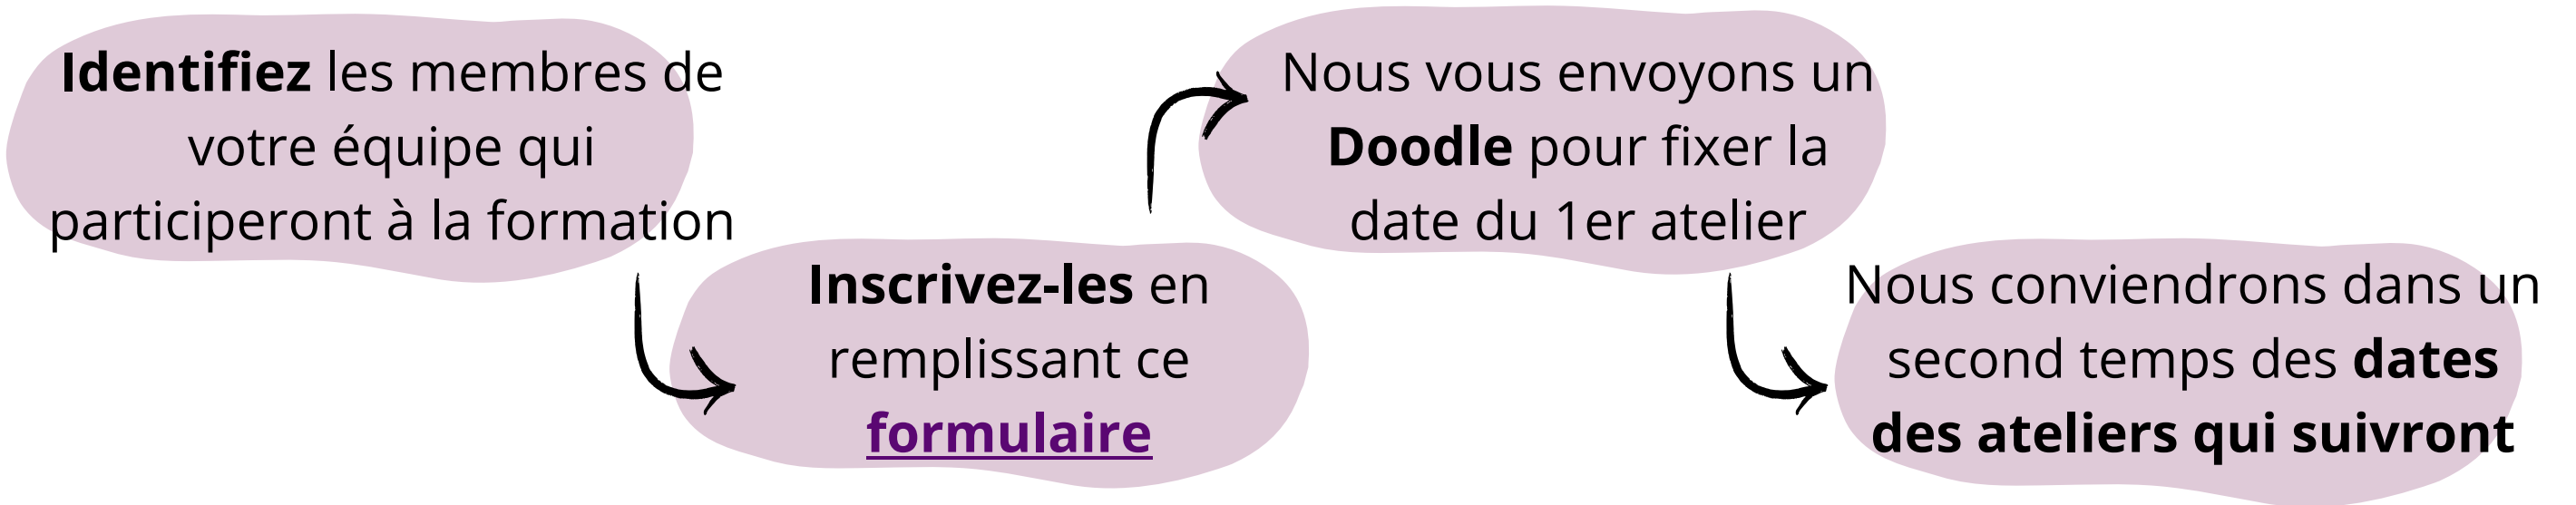 Identifiez les membres de
votre équipe qui
participeront à la formation
Inscrivez-les en
remplissant ce
formulaire
Nous vous envoyons un
Doodle pour fixer la
date du 1er atelier
Nous conviendrons dans un
second temps des dates
des ateliers qui suivront